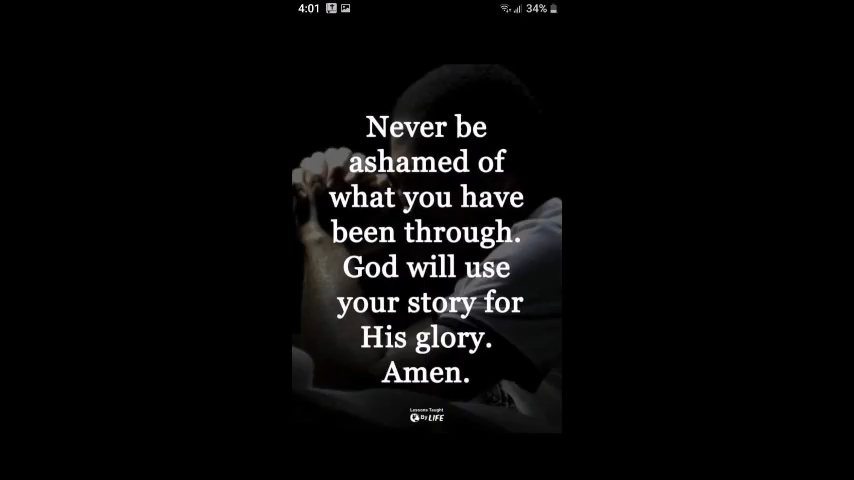 4:01 34%
Never be
ashamed of
what you have
been through.
God will use
your story for
His glory.
Amen.
Lessons Taught
By LIFE